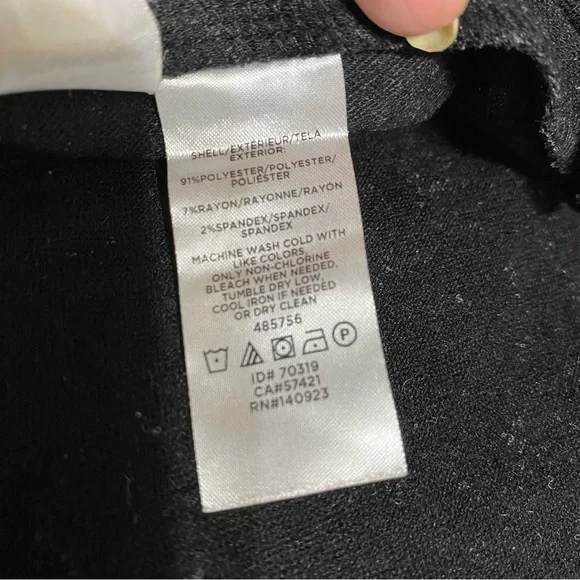 SHELL/EXTÉRIEUR/TELA
EXTERIOR:
91%POLYESTER/POLYESTER/
POLIÉSTER
7%RAYON/RAYONNE/RAYÓN
2%SPANDEX/SPANDEX/
SPANDEX
MACHINE WASH COLD WITH
LIKE COLORS,
ONLY NON-CHLORINE
BLEACH WHEN NEEDED,
TUMBLE DRY LOW,
COOL IRON IF NEEDED
OR DRY CLEAN
485756
P
ID# 70319
CA#57421
RN#140923